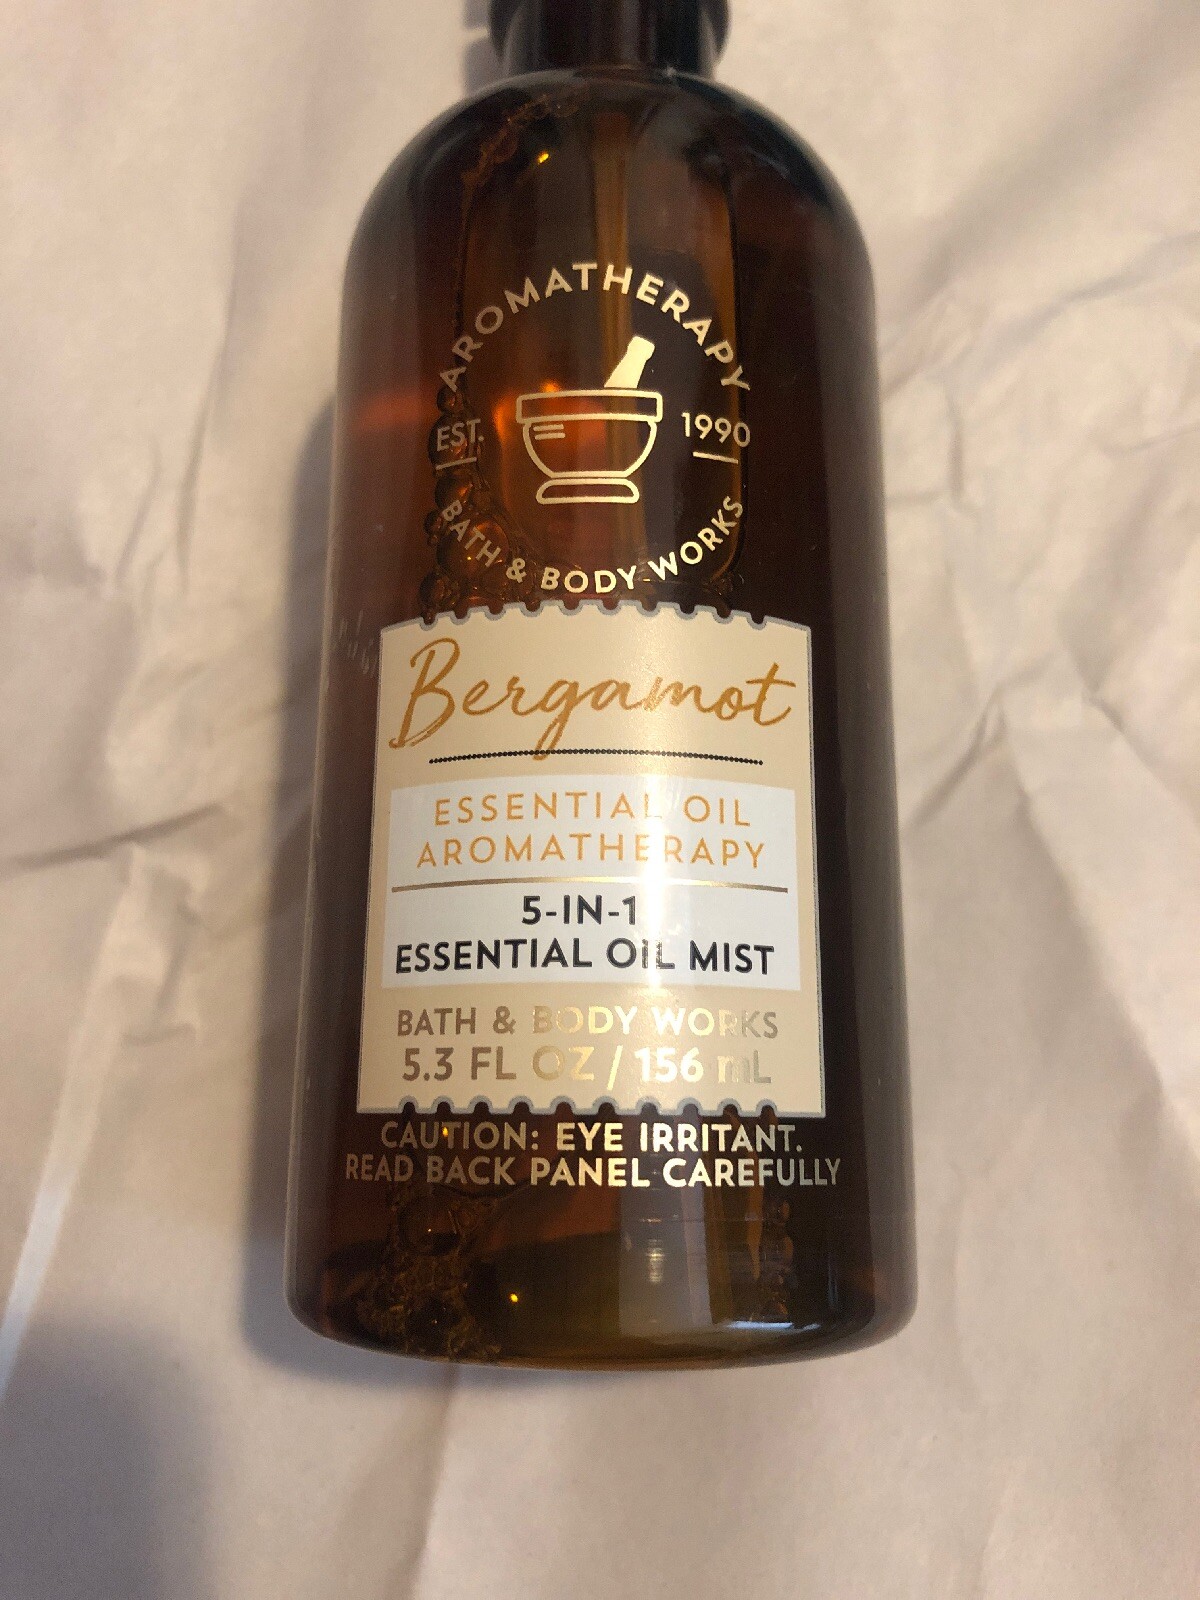 AROMATHERAPY
EST. 1990
BATH & BODY WORKS
Bergamot
ESSENTIAL OIL
AROMATHERAPY
5-IN-1
ESSENTIAL OIL MIST
BATH & BODY WORKS
5.3 FL OZ / 156 mL
CAUTION: EYE IRRITANT.
READ BACK PANEL CAREFULLY